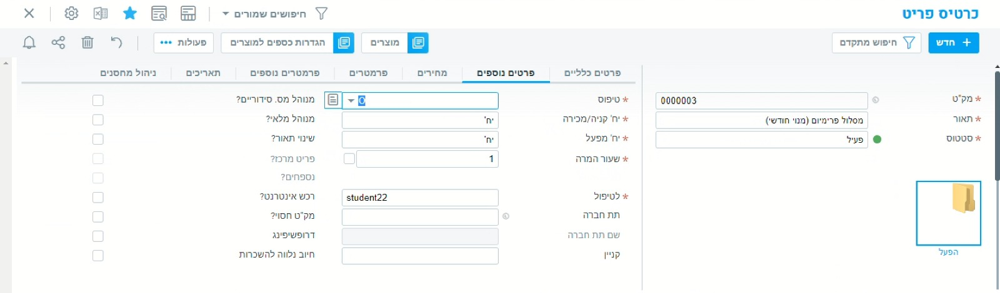 כרטיס פריט
חיפושים שמורים
חדש
חיפוש מתקדם
מוצרים
הגדרות כספים למוצרים
פעולות
פרטים כלליים
פרטים נוספים
מחירים
פרמטרים
פרמטרים נוספים
תאריכים
ניהול מחסנים
* מק"ט 0000003
* תאור מסלול פרימיום (מנוי חודשי)
* סטטוס פעיל
הפעל
* טיפוס O
* יח' קניה/מכירה יח'
* יח' מפעל יח'
* שעור המרה 1
* לטיפול student22
תת חברה
שם תת חברה
קניין
מנוהל מס. סידוריים?
מנוהל מלאי?
שינוי תאור?
פריט מרכז?
נספחים?
רכש אינטרנט?
מק"ט חסוי?
דרופשיפינג
חיוב נלווה להשכרות